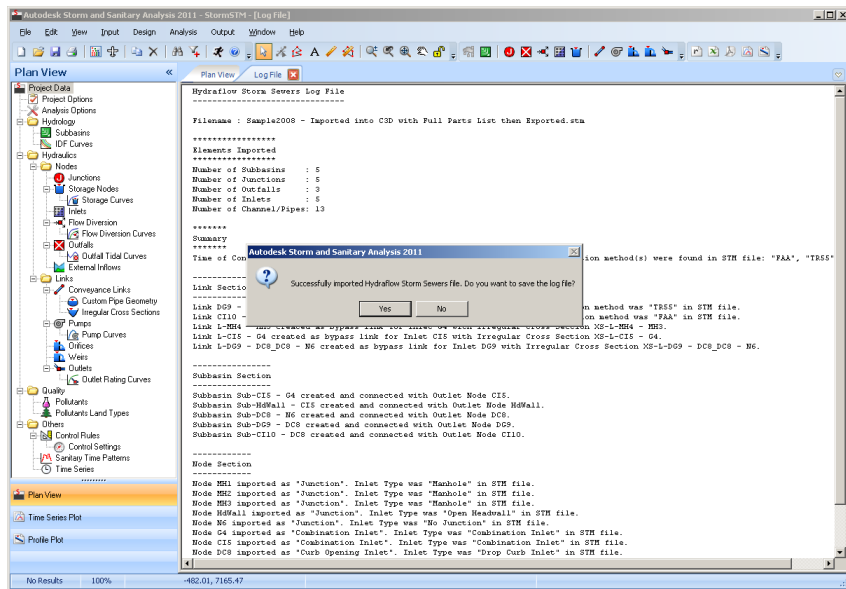 Autodesk Storm and Sanitary Analysis 2011 - StormSTM - [Log File]
File Edit View Input Design Analysis Output Window Help
Plan View «
Plan View Log File
Project Data
Project Options
Analysis Options
Hydrology
Subbasins
IDF Curves
Hydraulics
Nodes
Junctions
Storage Nodes
Storage Curves
Inlets
Flow Diversion
Flow Diversion Curves
Outfalls
Outfall Tidal Curves
External Inflows
Links
Conveyance Links
Custom Pipe Geometry
Irregular Cross Sections
Pumps
Pump Curves
Orifices
Weirs
Outlets
Outlet Rating Curves
Quality
Pollutants
Pollutants Land Types
Others
Control Rules
Control Settings
Sanitary Time Patterns
Time Series
Plan View
Time Series Plot
Profile Plot
Hydraflow Storm Sewers Log File
-------------------------------
Filename : Sample2008 - Imported into C3D with Full Parts List then Exported.stm
*****************
Elements Imported
*****************
Number of Subbasins : 5
Number of Junctions : 5
Number of Outfalls : 3
Number of Inlets : 5
Number of Channel/Pipes: 13
*******
Summary
*******
Time of Con ion method(s) were found in STM file: "FAA", "TR55"
Link Sectio
Link DG9 - on method was "TR55" in STM file.
Link CI10 - on method was "FAA" in STM file.
Link L-MH4 - MH3 created as bypass link for Inlet G4 with Irregular Cross Section XS-L-MH4 - MH3.
Link L-CI5 - G4 created as bypass link for Inlet CI5 with Irregular Cross Section XS-L-CI5 - G4.
Link L-DG9 - DC8_DC8 - N6 created as bypass link for Inlet DG9 with Irregular Cross Section XS-L-DG9 - DC8_DC8 - N6.
---------------
Subbasin Section
---------------
Subbasin Sub-CI5 - G4 created and connected with Outlet Node CI5.
Subbasin Sub-HdWall - CI5 created and connected with Outlet Node HdWall.
Subbasin Sub-DC8 - N6 created and connected with Outlet Node DC8.
Subbasin Sub-DG9 - DC8 created and connected with Outlet Node DG9.
Subbasin Sub-CI10 - DC8 created and connected with Outlet Node CI10.
------------
Node Section
------------
Node MH1 imported as "Junction". Inlet Type was "Manhole" in STM file.
Node MH2 imported as "Junction". Inlet Type was "Manhole" in STM file.
Node MH3 imported as "Junction". Inlet Type was "Manhole" in STM file.
Node HdWall imported as "Junction". Inlet Type was "Open Headwall" in STM file.
Node N6 imported as "Junction". Inlet Type was "No Junction" in STM file.
Node G4 imported as "Combination Inlet". Inlet Type was "Combination Inlet" in STM file.
Node CI5 imported as "Combination Inlet". Inlet Type was "Combination Inlet" in STM file.
Node DC8 imported as "Curb Opening Inlet". Inlet Type was "Drop Curb Inlet" in STM file.
Autodesk Storm and Sanitary Analysis 2011
Successfully imported Hydraflow Storm Sewers file. Do you want to save the log file?
Yes No
No Results 100% -482.01, 7165.47